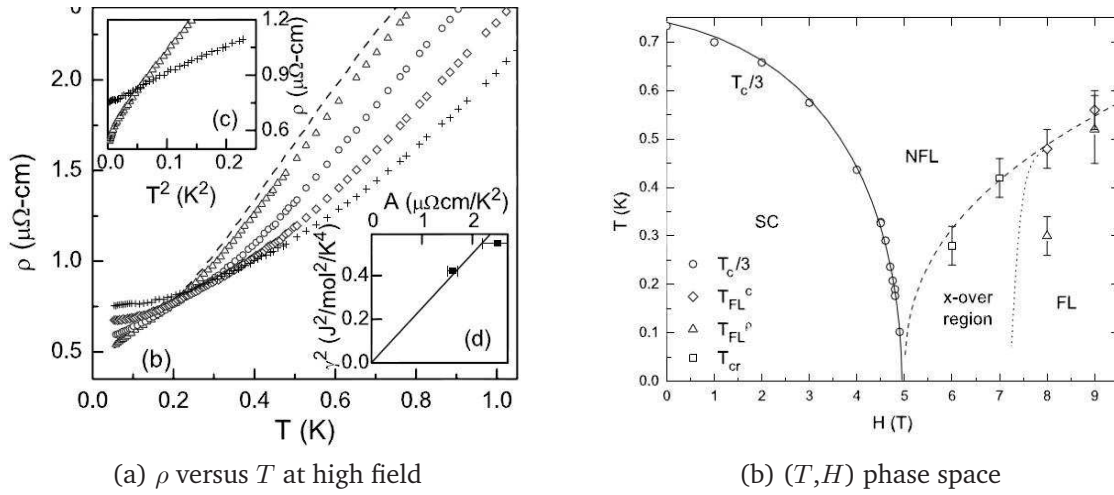 0
2.0
1.5
1.0
0.5
ρ (μΩ-cm)
0.0 0.2 0.4 0.6 0.8 1.0
T (K)
(b)
1.2
0.9
0.6
ρ (μΩ-cm)
(c)
0.0 0.1 0.2
T² (K²)
A (μΩcm/K²)
0 1 2
0.4
0.0
γ² (J²/mol²/K⁴)
(d)
(a) ρ versus T at high field
0.7
0.6
0.5
0.4
0.3
0.2
0.1
0.0
T (K)
T_c/3
NFL
SC
x-over
region
FL
T_c/3
T_FL^c
T_FL^ρ
T_cr
0 1 2 3 4 5 6 7 8 9
H (T)
(b) (T,H) phase space